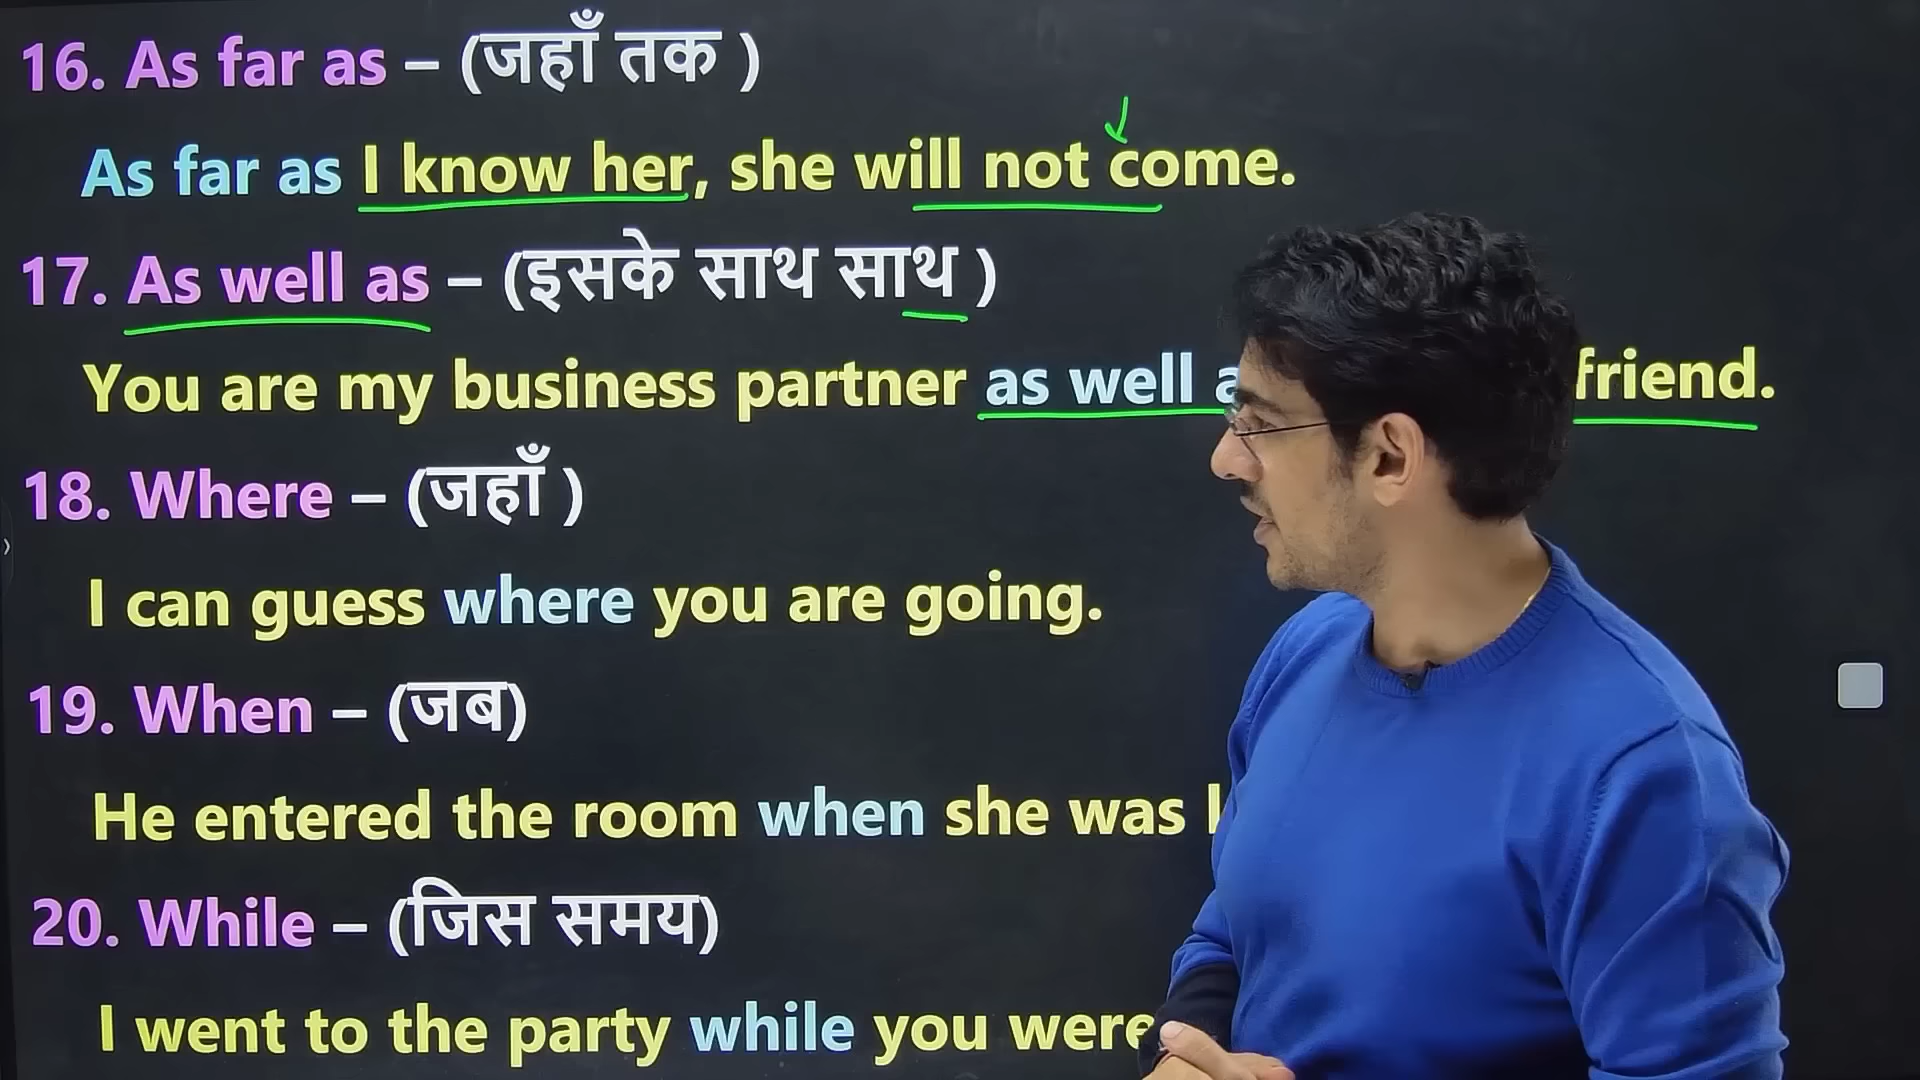 16. As far as – (जहाँ तक )
As far as I know her, she will not come.
17. As well as – (इसके साथ साथ )
You are my business partner as well friend.
18. Where – (जहाँ )
I can guess where you are going.
19. When – (जब)
He entered the room when she was
20. While – (जिस समय)
I went to the party while you were